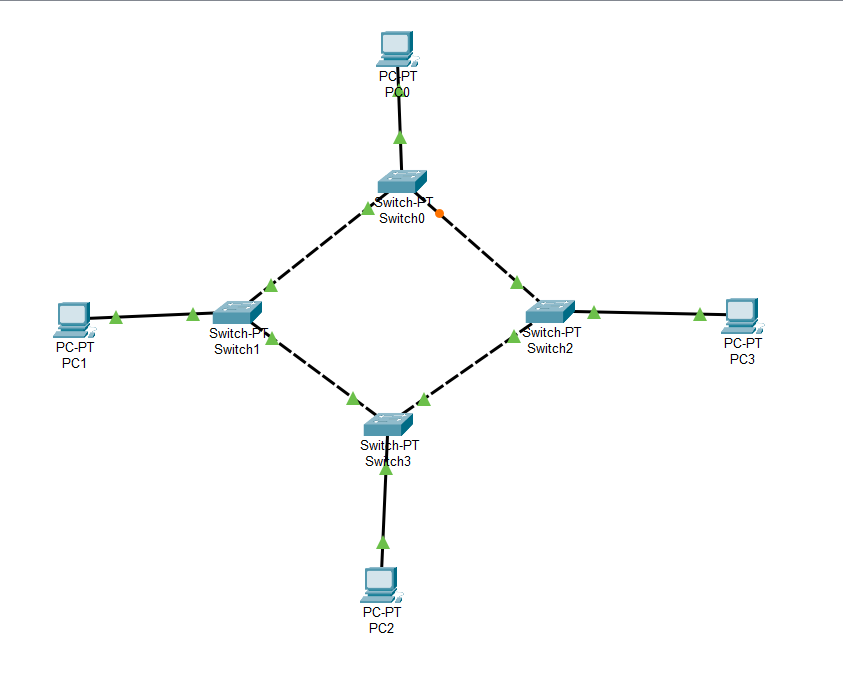 PC-PT
PC0
Switch-PT
Switch0
Switch-PT
Switch1
Switch-PT
Switch2
PC-PT
PC1
PC-PT
PC3
Switch-PT
Switch3
PC-PT
PC2